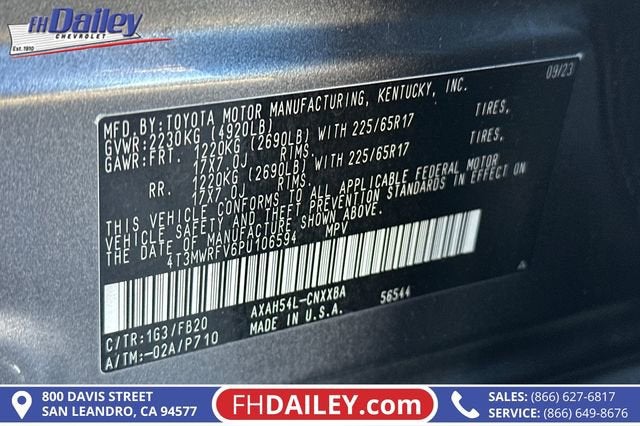 FHDailey
CHEVROLET
Est. 1910
09/23
MFD.BY:TOYOTA MOTOR MANUFACTURING, KENTUCKY, INC.
GVWR:2230KG (4920LB)
GAWR:FRT. 1220KG (2690LB) WITH 225/65R17 TIRES,
17X7.0J RIMS.
RR. 1220KG (2690LB) WITH 225/65R17 TIRES,
17X7.0J RIMS.
THIS VEHICLE CONFORMS TO ALL APPLICABLE FEDERAL MOTOR
VEHICLE SAFETY AND THEFT PREVENTION STANDARDS IN EFFECT ON
THE DATE OF MANUFACTURE SHOWN ABOVE.
4T3MWRFV6PU106594 MPV
C/TR:1G3/FB20 AXAH54L-CNXXBA 56544
A/TM:-02A/P710 MADE IN U.S.A.
800 DAVIS STREET
SAN LEANDRO, CA 94577
FHDAILEY.com
SALES: (866) 627-6817
SERVICE: (866) 649-8676